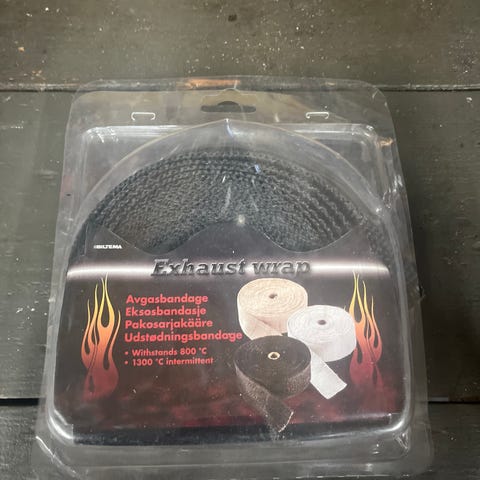 BILTEMA
Exhaust wrap
Avgasbandage
Eksosbandasje
Pakosarjakääre
Udstødningsbandage
• Withstands 800 °C
• 1300 °C intermittent